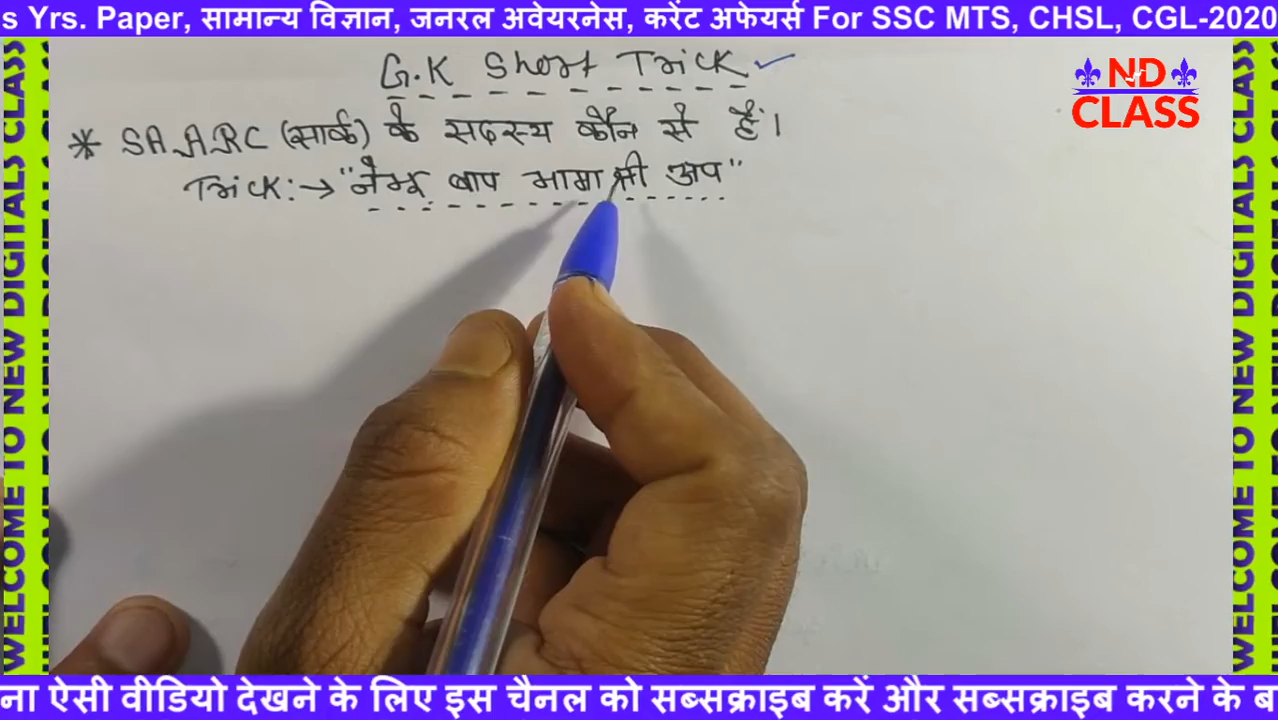 s Yrs. Paper, सामान्य विज्ञान, जनरल अवेयरनेस, करेंट अफेयर्स For SSC MTS, CHSL, CGL-2020
G.K Short Trick
ND
CLASS
* SAARC (सार्क) के सदस्य कौन से हैं।
Trick:→ " बाप मामा श्री अप"
WELCOME TO NEW DIGITALS CLASS
WELCOME TO NEW DIGITALS CLASS
ना ऐसी वीडियो देखने के लिए इस चैनल को सब्सक्राइब करें और सब्सक्राइब करने के ब